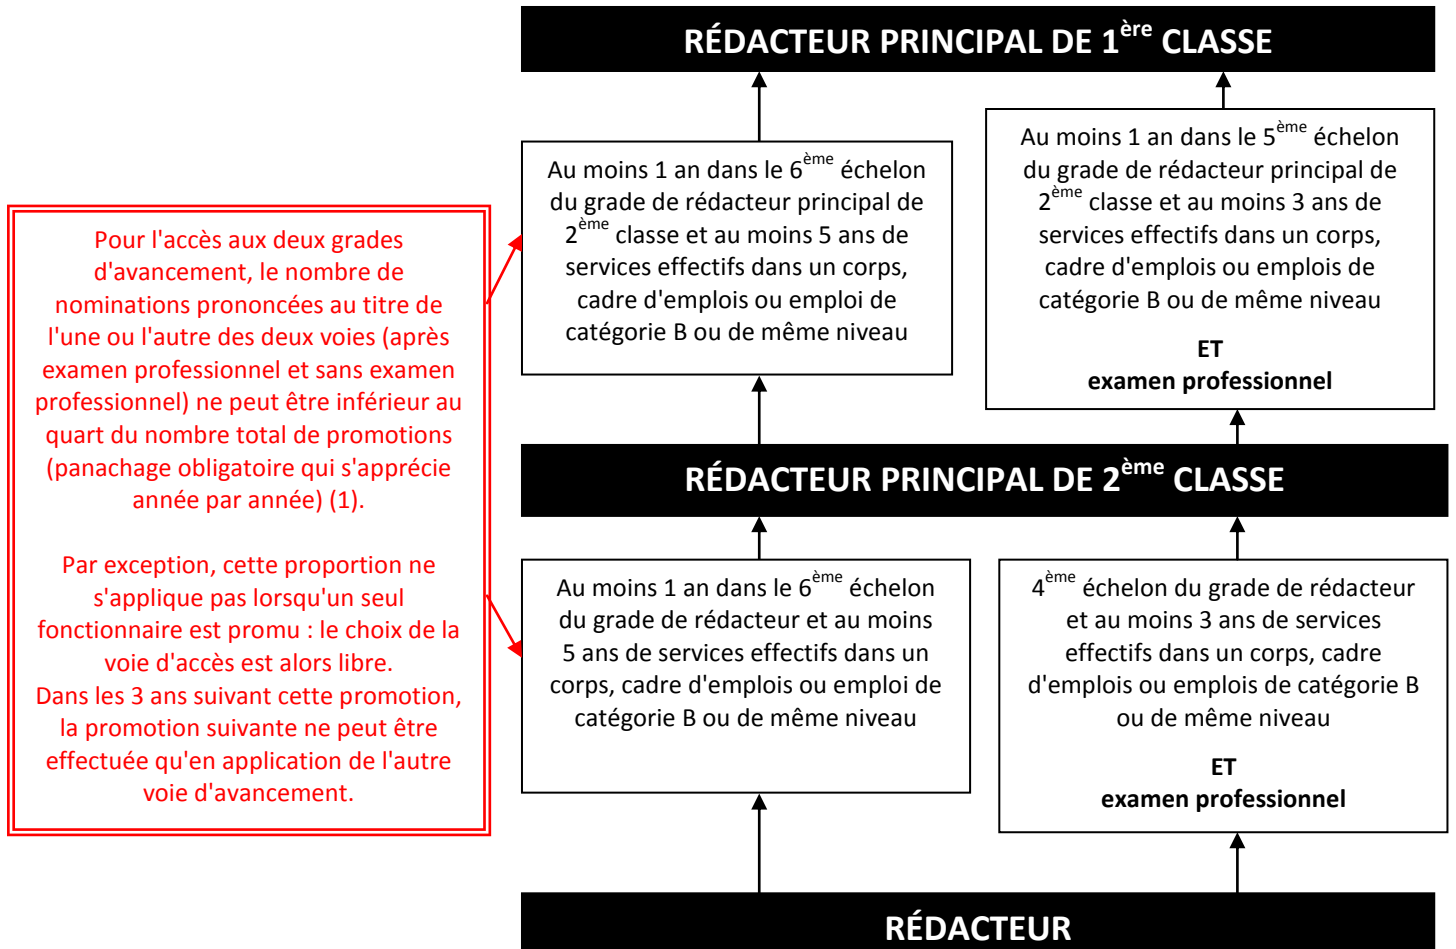 RÉDACTEUR PRINCIPAL DE 1ère CLASSE
Au moins 1 an dans le 6ème échelon
du grade de rédacteur principal de
2ème classe et au moins 5 ans de
services effectifs dans un corps,
cadre d'emplois ou emploi de
catégorie B ou de même niveau
Au moins 1 an dans le 5ème échelon
du grade de rédacteur principal de
2ème classe et au moins 3 ans de
services effectifs dans un corps,
cadre d'emplois ou emplois de
catégorie B ou de même niveau
ET
examen professionnel
Pour l'accès aux deux grades
d'avancement, le nombre de
nominations prononcées au titre de
l'une ou l'autre des deux voies (après
examen professionnel et sans examen
professionnel) ne peut être inférieur au
quart du nombre total de promotions
(panachage obligatoire qui s'apprécie
année par année) (1).
Par exception, cette proportion ne
s'applique pas lorsqu'un seul
fonctionnaire est promu : le choix de la
voie d'accès est alors libre.
Dans les 3 ans suivant cette promotion,
la promotion suivante ne peut être
effectuée qu'en application de l'autre
voie d'avancement.
RÉDACTEUR PRINCIPAL DE 2ème CLASSE
Au moins 1 an dans le 6ème échelon
du grade de rédacteur et au moins
5 ans de services effectifs dans un
corps, cadre d'emplois ou emploi de
catégorie B ou de même niveau
4ème échelon du grade de rédacteur
et au moins 3 ans de services
effectifs dans un corps, cadre
d'emplois ou emplois de catégorie B
ou de même niveau
ET
examen professionnel
RÉDACTEUR